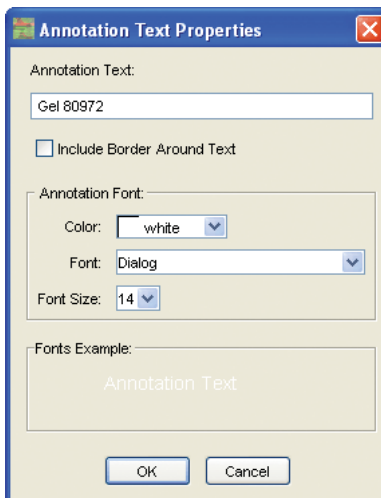 Annotation Text Properties
Annotation Text:
Gel 80972
Include Border Around Text
Annotation Font:
Color: white
Font: Dialog
Font Size: 14
Fonts Example:
Annotation Text
OK Cancel